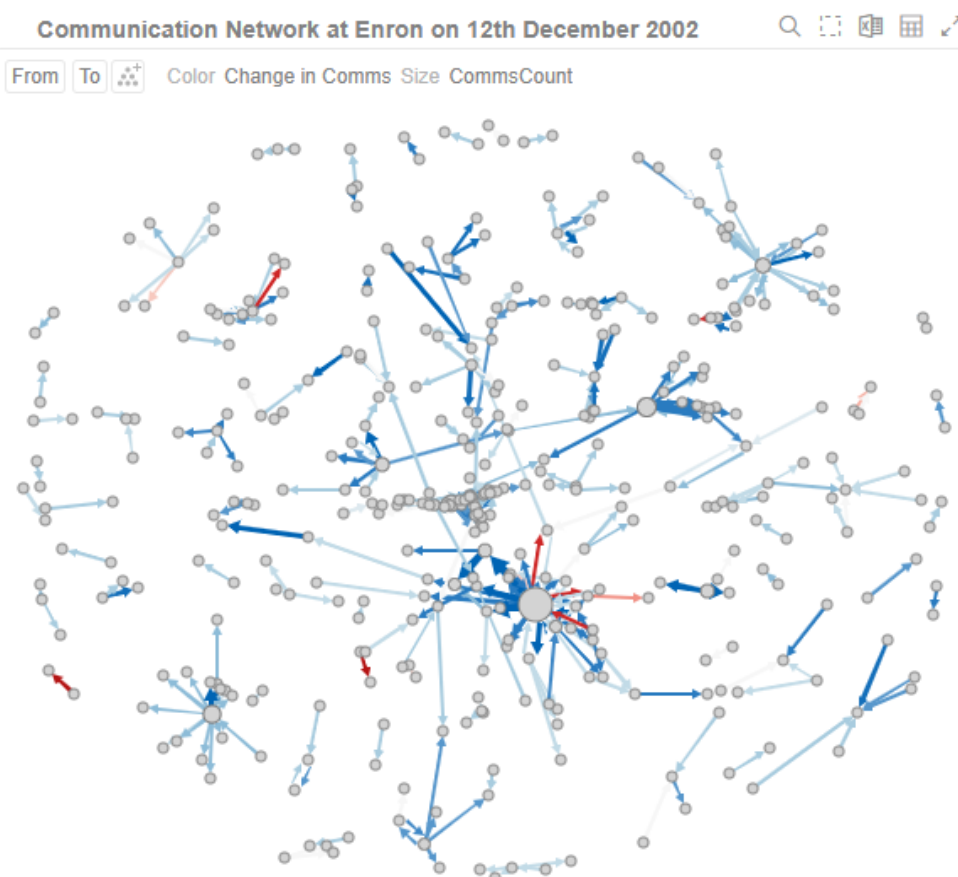 Communication Network at Enron on 12th December 2002
From To Color Change in Comms Size CommsCount